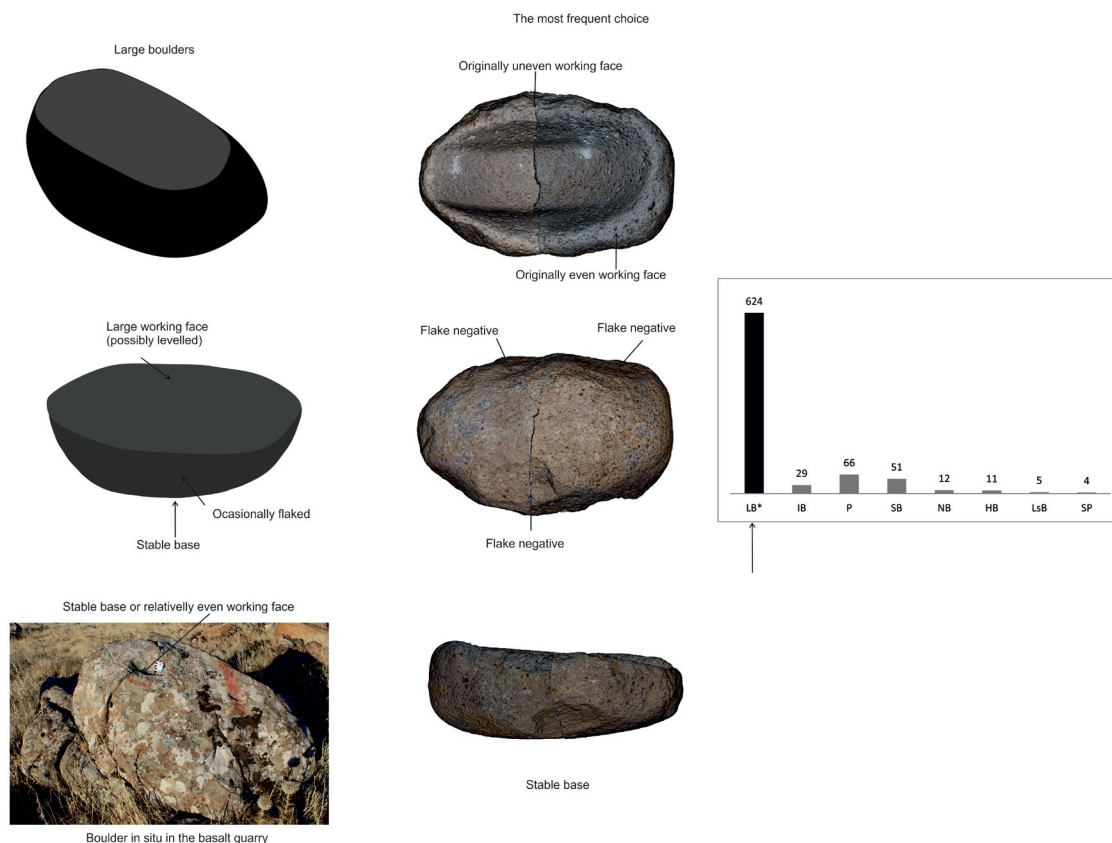 The most frequent choice
Large boulders
Originally uneven working face
Originally even working face
Large working face
(possibly levelled)
Ocasionally flaked
Stable base
Flake negative
Flake negative
Flake negative
624
29
66
51
12
11
5
4
LB*
IB
P
SB
NB
HB
LsB
SP
Stable base or relativelly even working face
Boulder in situ in the basalt quarry
Stable base